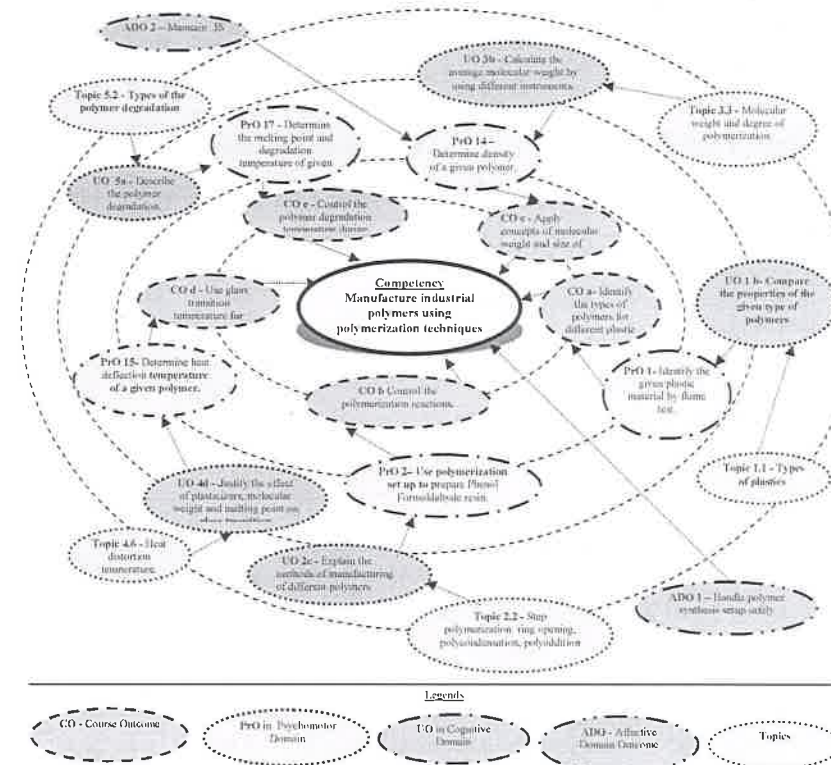 ADO 2 – Maintain
UO 3b - Calculate the
average molecular weight by
using different instruments.
Topic 5.2 - Types of the
polymer degradation
Topic 3.3 - Molecular
weight and degree of
polymerization.
PrO 17 - Determine
the melting point and
degradation
temperature of given
PrO 14 –
Determine density
of a given polymer.
UO 5a - Describe
the polymer
degradation.
CO e - Control the
polymer degradation
temperature during
CO c - Apply
concepts of molecular
weight and size of
Competency
Manufacture industrial
polymers using
polymerization techniques
CO d - Use glass
transition
temperature for
CO a- Identify
the types of
polymers for
different plastic
UO 1 b- Compare
the properties of the
given type of
polymers
PrO 15- Determine heat
deflection temperature
of a given polymer.
PrO 1- Identify the
given plastic
material by flame
test.
CO b Control the
polymerization reactions.
PrO 2– Use polymerization
set up to prepare Phenol
Formaldehyde resin.
Topic 1.1 - Types
of plastics
UO 4d - Justify the effect
of plasticizers, molecular
weight and melting point on
glass transition
Topic 4.6 - Heat
distortion
temperature.
UO 2c - Explain the
methods of manufacturing
of different polymers
ADO 1 – Handle polymer
synthesis setup safely
Topic 2.2 - Step
polymerization, ring opening,
polycondensation, polyaddition
Legends
CO - Course Outcome
PrO in Psychomotor
Domain
UO in Cognitive
Domain
ADO - Affective
Domain Outcome
Topics